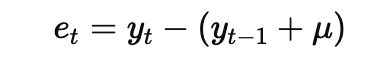 e_t = y_t − (y_{t−1} + μ)